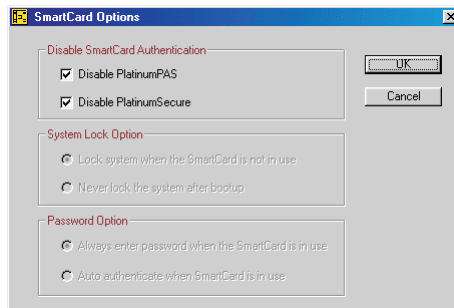 SmartCard Options
Disable SmartCard Authentication
Disable PlatinumPAS
Disable PlatinumSecure
OK
Cancel
System Lock Option
Lock system when the SmartCard is not in use
Never lock the system after bootup
Password Option
Always enter password when the SmartCard is in use
Auto authenticate when SmartCard is in use